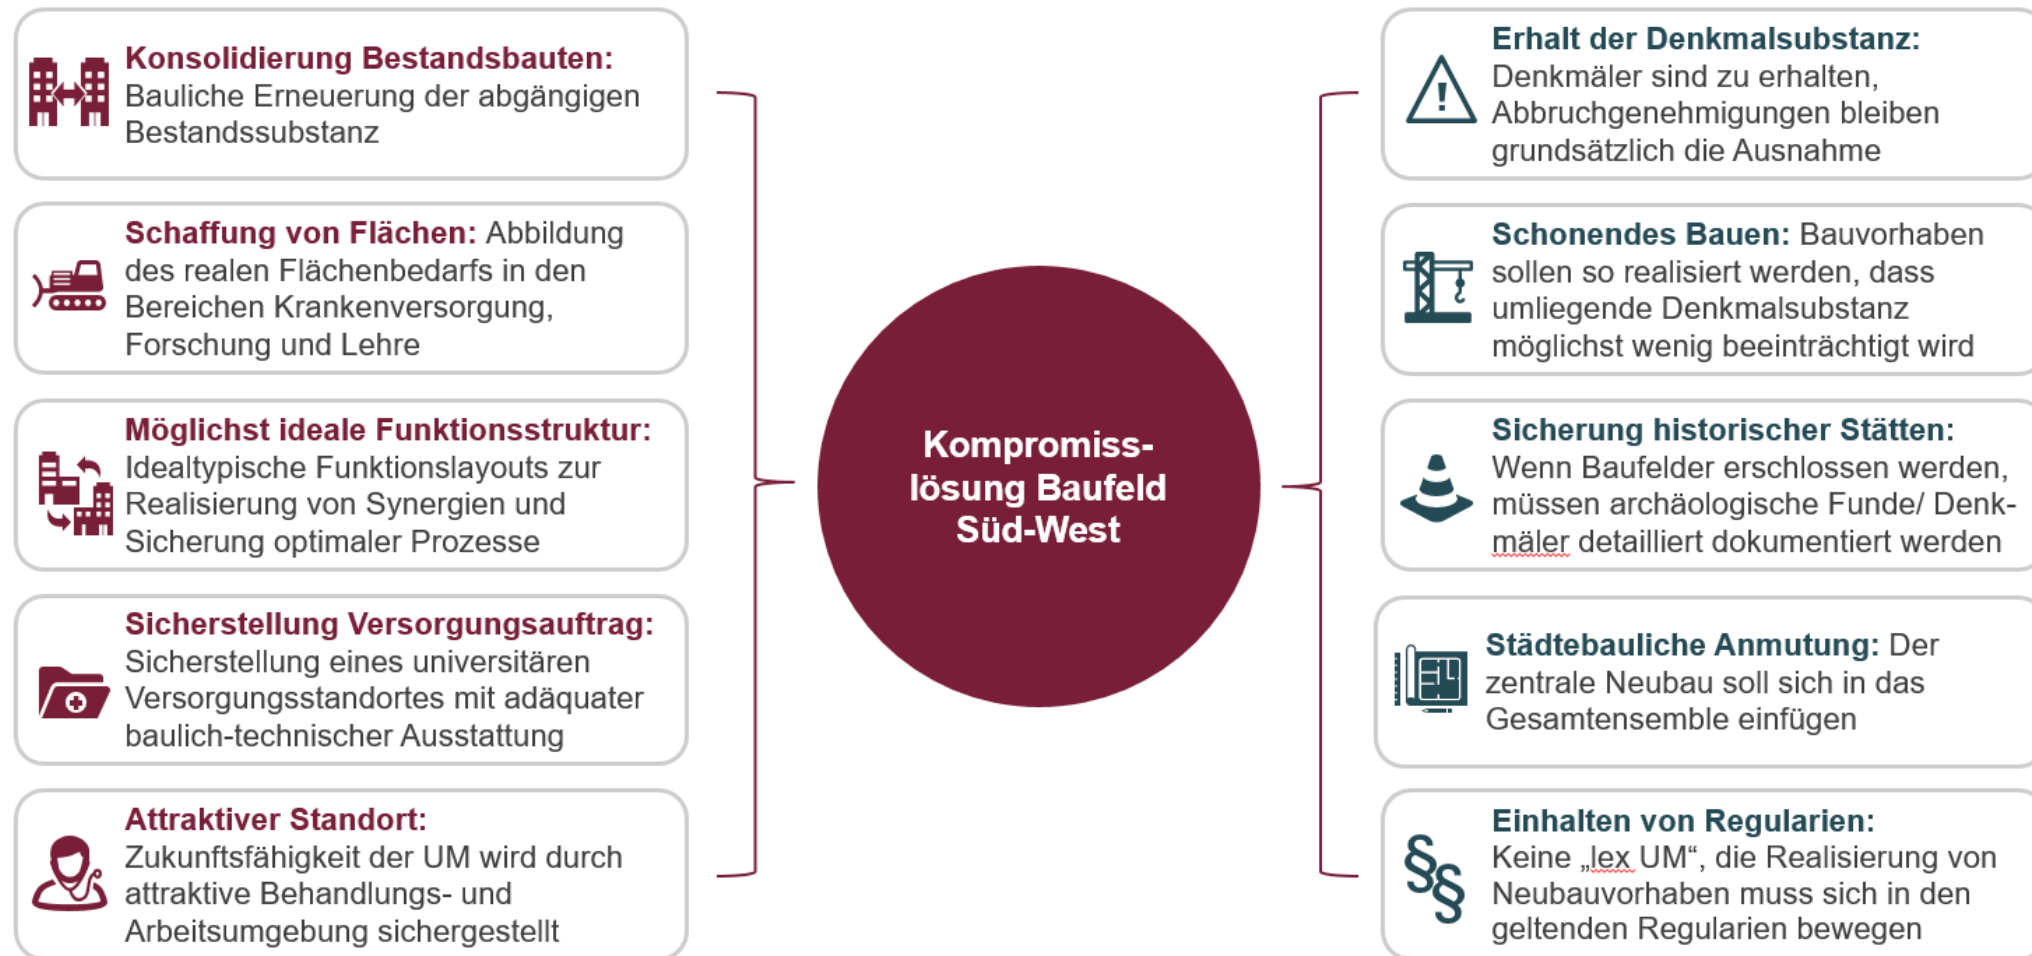 Konsolidierung Bestandsbauten:
Bauliche Erneuerung der abgängigen
Bestandssubstanz
Schaffung von Flächen: Abbildung
des realen Flächenbedarfs in den
Bereichen Krankenversorgung,
Forschung und Lehre
Möglichst ideale Funktionsstruktur:
Idealtypische Funktionslayouts zur
Realisierung von Synergien und
Sicherung optimaler Prozesse
Sicherstellung Versorgungsauftrag:
Sicherstellung eines universitären
Versorgungsstandortes mit adäquater
baulich-technischer Ausstattung
Attraktiver Standort:
Zukunftsfähigkeit der UM wird durch
attraktive Behandlungs- und
Arbeitsumgebung sichergestellt
Kompromiss-
lösung Baufeld
Süd-West
Erhalt der Denkmalsubstanz:
Denkmäler sind zu erhalten,
Abbruchgenehmigungen bleiben
grundsätzlich die Ausnahme
Schonendes Bauen: Bauvorhaben
sollen so realisiert werden, dass
umliegende Denkmalsubstanz
möglichst wenig beeinträchtigt wird
Sicherung historischer Stätten:
Wenn Baufelder erschlossen werden,
müssen archäologische Funde/ Denk-
mäler detailliert dokumentiert werden
Städtebauliche Anmutung: Der
zentrale Neubau soll sich in das
Gesamtensemble einfügen
§§
Einhalten von Regularien:
Keine „lex UM“, die Realisierung von
Neubauvorhaben muss sich in den
geltenden Regularien bewegen